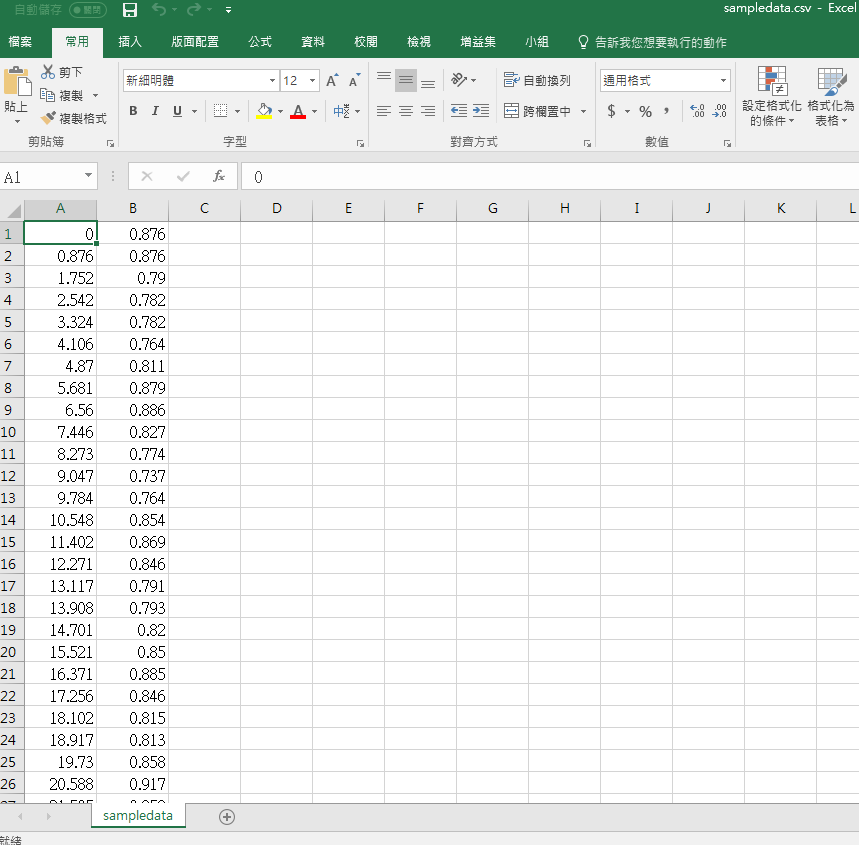 自動儲存 關閉 sampledata.csv - Excel
檔案 常用 插入 版面配置 公式 資料 校閱 檢視 增益集 小組 告訴我您想要執行的動作
貼上 剪下 複製 複製格式 剪貼簿
新細明體 12 A A
B I U A 中 字型
自動換列
跨欄置中 對齊方式
通用格式
$ % , 數值
設定格式化的條件
格式化為表格
A1 fx 0
A B C D E F G H I J K L
1 0 0.876
2 0.876 0.876
3 1.752 0.79
4 2.542 0.782
5 3.324 0.782
6 4.106 0.764
7 4.87 0.811
8 5.681 0.879
9 6.56 0.886
10 7.446 0.827
11 8.273 0.774
12 9.047 0.737
13 9.784 0.764
14 10.548 0.854
15 11.402 0.869
16 12.271 0.846
17 13.117 0.791
18 13.908 0.793
19 14.701 0.82
20 15.521 0.85
21 16.371 0.885
22 17.256 0.846
23 18.102 0.815
24 18.917 0.813
25 19.73 0.858
26 20.588 0.917
sampledata
就緒